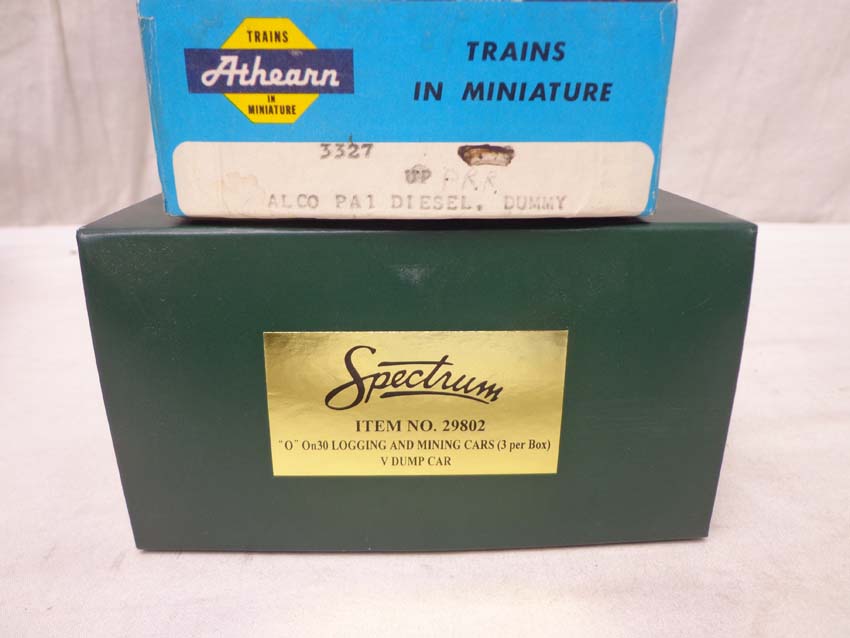 TRAINS
Athearn
IN
MINIATURE
TRAINS
IN MINIATURE
3327
UP PRR
ALCO PA1 DIESEL, DUMMY
Spectrum
ITEM NO. 29802
"O" On30 LOGGING AND MINING CARS (3 per Box)
V DUMP CAR